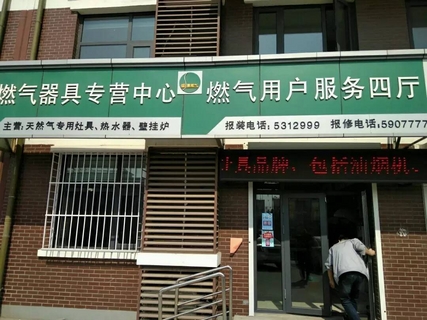 燃气器具专营中心 燃气用户服务四厅
主营:天然气专用灶具、热水器、壁挂炉 报装电话:5312999 报修电话:5907777
具品牌、包括油烟机、